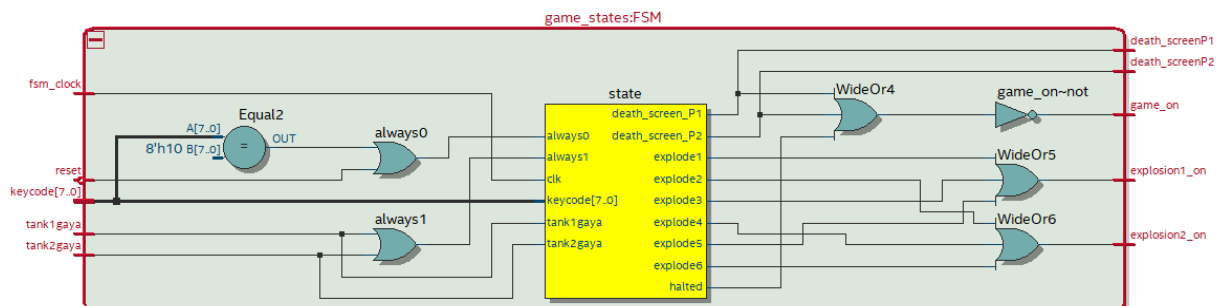 game_states:FSM
death_screenP1
death_screenP2
fsm_clock
state
WideOr4
game_on~not
Equal2
death_screen_P1
game_on
A[7..0]
OUT
always0
death_screen_P2
8'h10 B[7..0]
=
always0
explode1
WideOr5
always1
explode2
reset
clk
explode3
explosion1_on
keycode[7..0]
keycode[7..0]
explode4
WideOr6
tank1gaya
always1
tank1gaya
explode5
explosion2_on
tank2gaya
tank2gaya
explode6
halted